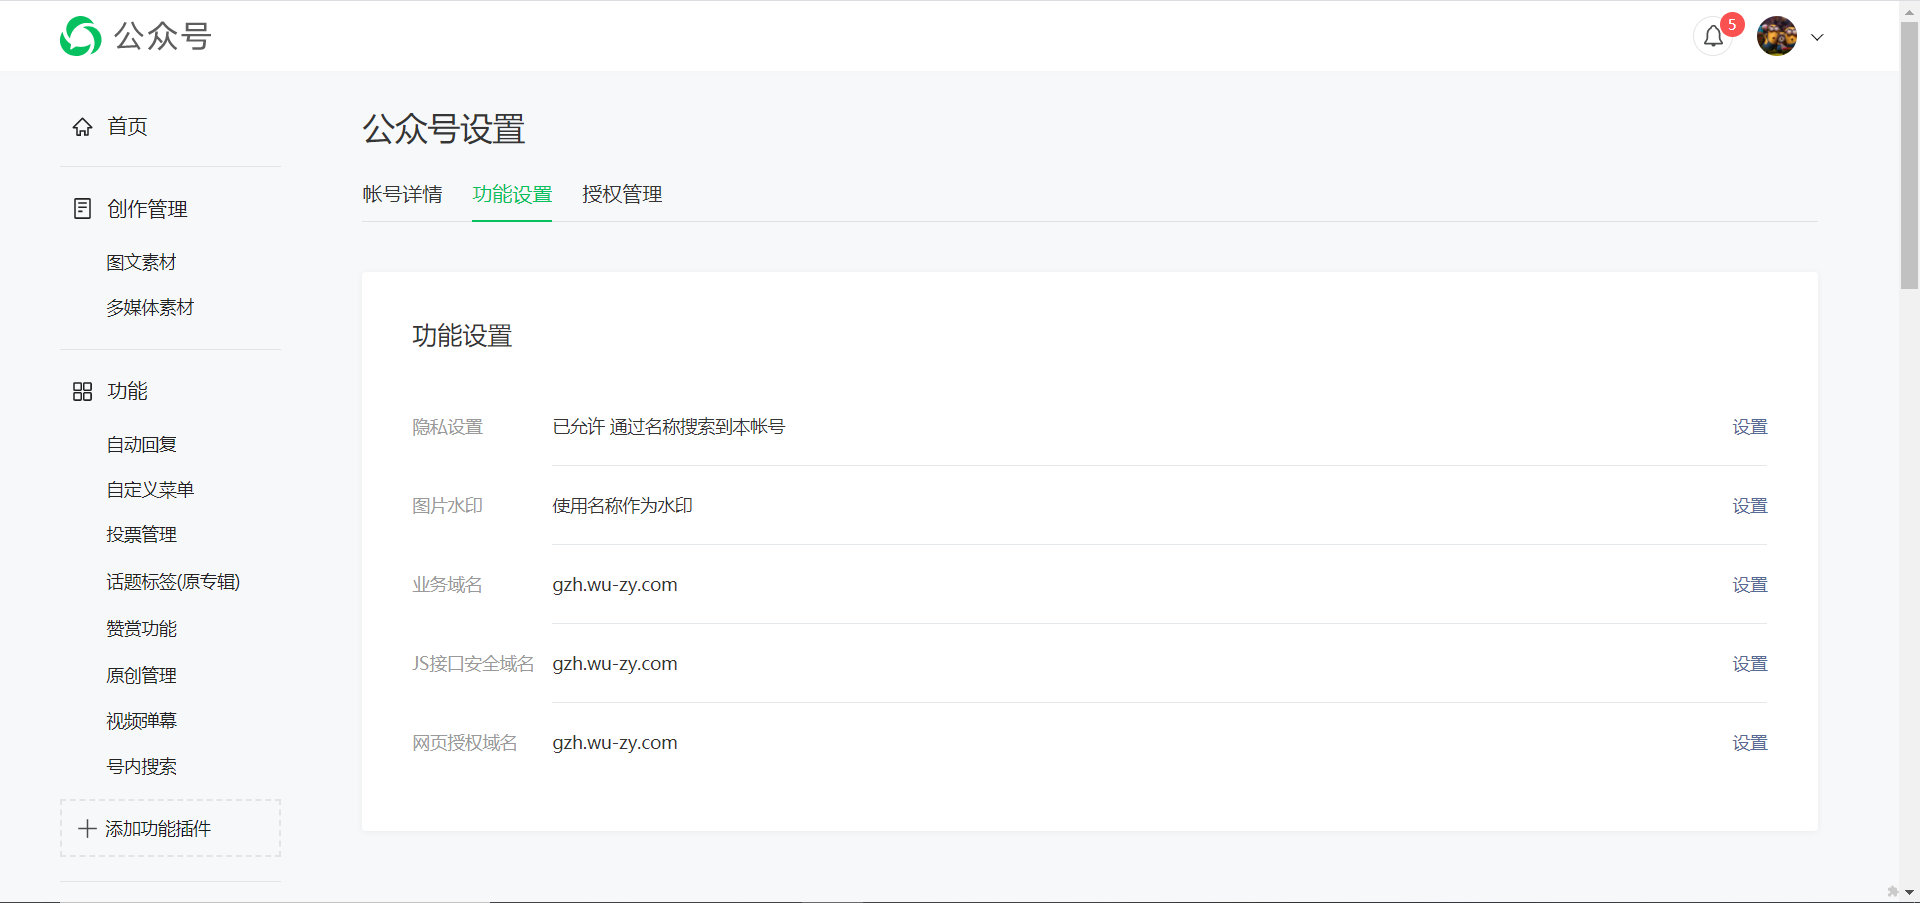 公众号
5
首页
创作管理
图文素材
多媒体素材
功能
自动回复
自定义菜单
投票管理
话题标签(原专辑)
赞赏功能
原创管理
视频弹幕
号内搜索
添加功能插件
公众号设置
帐号详情 功能设置 授权管理
功能设置
隐私设置 已允许 通过名称搜索到本帐号 设置
图片水印 使用名称作为水印 设置
业务域名 gzh.wu-zy.com 设置
JS接口安全域名 gzh.wu-zy.com 设置
网页授权域名 gzh.wu-zy.com 设置